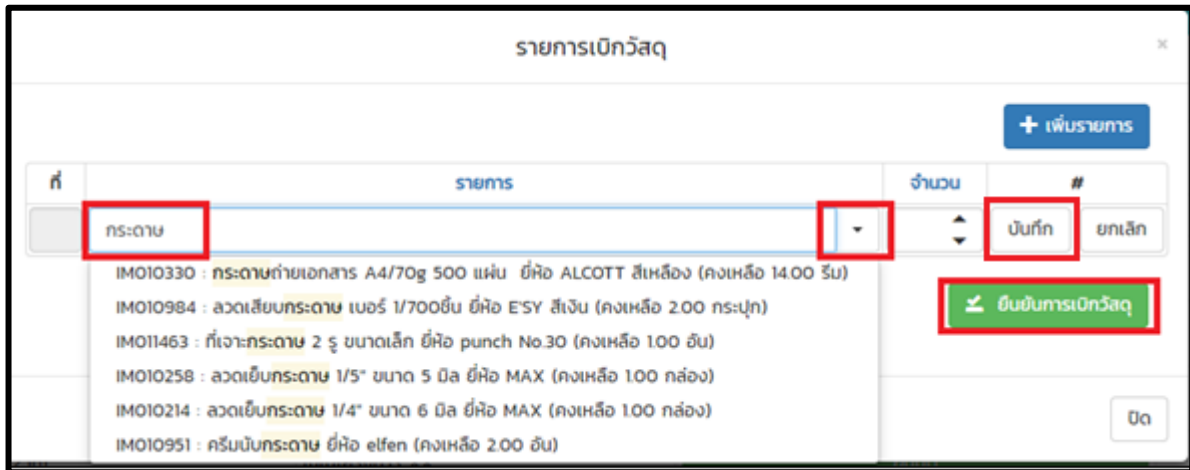 รายการเบิกวัสดุ ×
+ เพิ่มรายการ
ที่ รายการ จำนวน #
กระดาษ บันทึก ยกเลิก
IM010330 : กระดาษถ่ายเอกสาร A4/70g 500 แผ่น ยี่ห้อ ALCOTT สีเหลือง (คงเหลือ 14.00 รีม)
IM010984 : ลวดเสียบกระดาษ เบอร์ 1/700ชิ้น ยี่ห้อ E'SY สีเงิน (คงเหลือ 2.00 กระปุก)
ยืนยันการเบิกวัสดุ
IM011463 : ที่เจาะกระดาษ 2 รู ขนาดเล็ก ยี่ห้อ punch No.30 (คงเหลือ 1.00 อัน)
IM010258 : ลวดเย็บกระดาษ 1/5" ขนาด 5 มิล ยี่ห้อ MAX (คงเหลือ 1.00 กล่อง)
IM010214 : ลวดเย็บกระดาษ 1/4" ขนาด 6 มิล ยี่ห้อ MAX (คงเหลือ 1.00 กล่อง)
IM010951 : ครีมนับกระดาษ ยี่ห้อ elfen (คงเหลือ 2.00 อัน)
ปิด